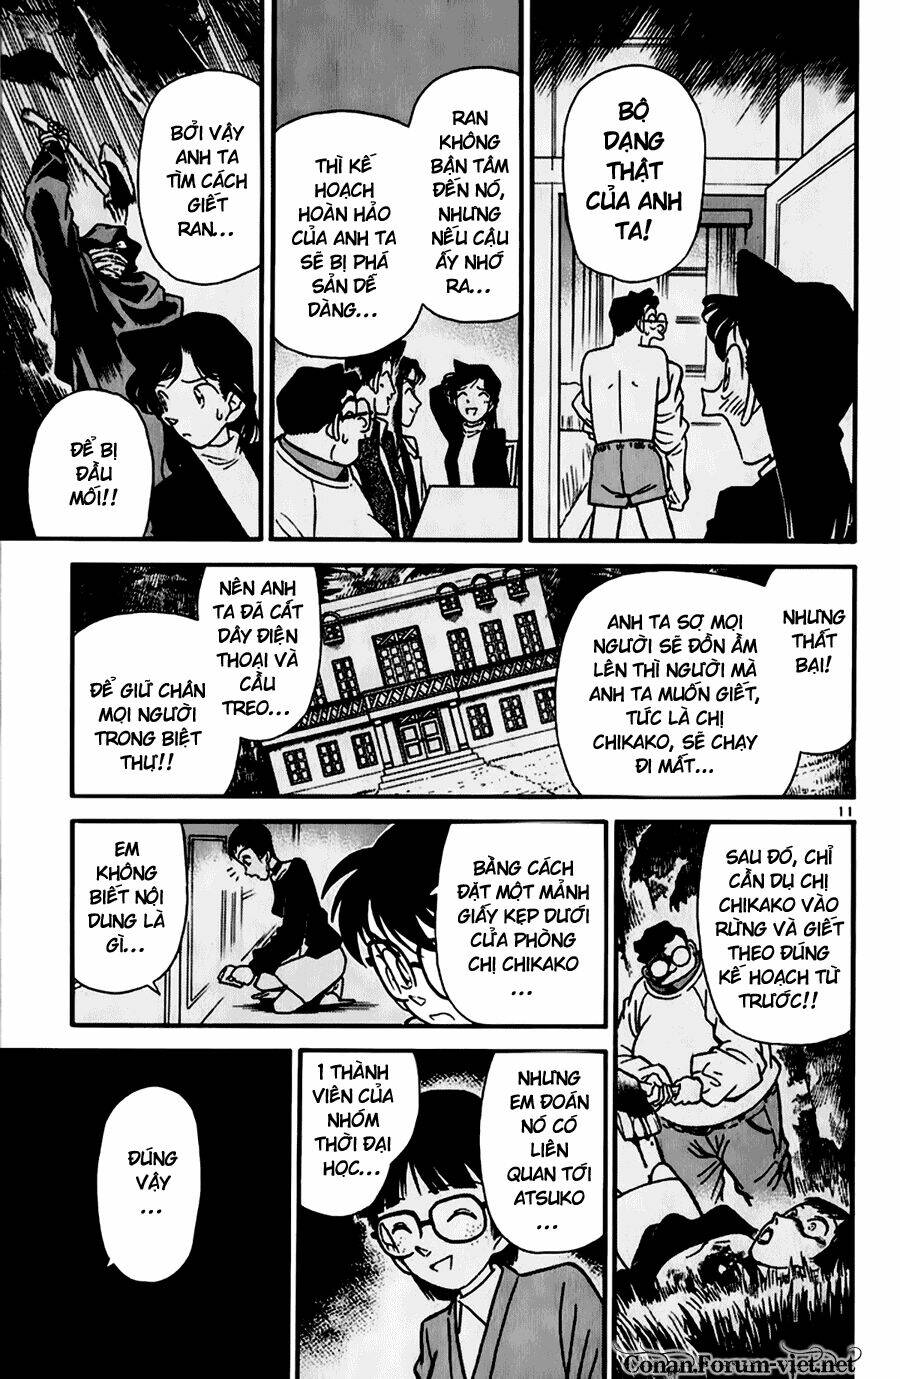 BỘ
DẠNG
THẬT
CỦA ANH
TA!
RAN
KHÔNG
BẬN TÂM
ĐẾN NÓ,
NHƯNG
NẾU CẬU
ẤY NHỚ
RA...
THÌ KẾ
HOẠCH
HOÀN HẢO
CỦA ANH TA
SẼ BỊ PHÁ
SẢN DỄ
DÀNG...
BỞI VẬY
ANH TA
TÌM CÁCH
GIẾT
RAN...
ĐỂ BỊ
ĐẦU
MỐI!!
NHƯNG
THẤT
BẠI!
ANH TA SỢ MỌI
NGƯỜI SẼ ĐỒN ẦM
LÊN THÌ NGƯỜI MÀ
ANH TA MUỐN GIẾT,
TỨC LÀ CHỊ
CHIKAKO, SẼ CHẠY
ĐI MẤT...
NÊN ANH
TA ĐÃ CẮT
DÂY ĐIỆN
THOẠI VÀ
CẦU
TREO...
ĐỂ GIỮ CHÂN
MỌI NGƯỜI
TRONG BIỆT
THỰ!!
11
SAU ĐÓ, CHỈ
CẦN DỤ CHỊ
CHIKAKO VÀO
RỪNG VÀ GIẾT
THEO ĐÚNG
KẾ HOẠCH TỪ
TRƯỚC!!
BẰNG CÁCH
ĐẶT MỘT MẢNH
GIẤY KẸP DƯỚI
CỬA PHÒNG
CHỊ CHIKAKO
...
EM
KHÔNG
BIẾT NỘI
DUNG LÀ
GÌ...
NHƯNG
EM ĐOÁN
NÓ CÓ
LIÊN
QUAN TỚI
ATSUKO
...
1 THÀNH
VIÊN CỦA
NHÓM
THỜI ĐẠI
HỌC...
ĐÚNG
VẬY
...
Conan.Forum-viet.net